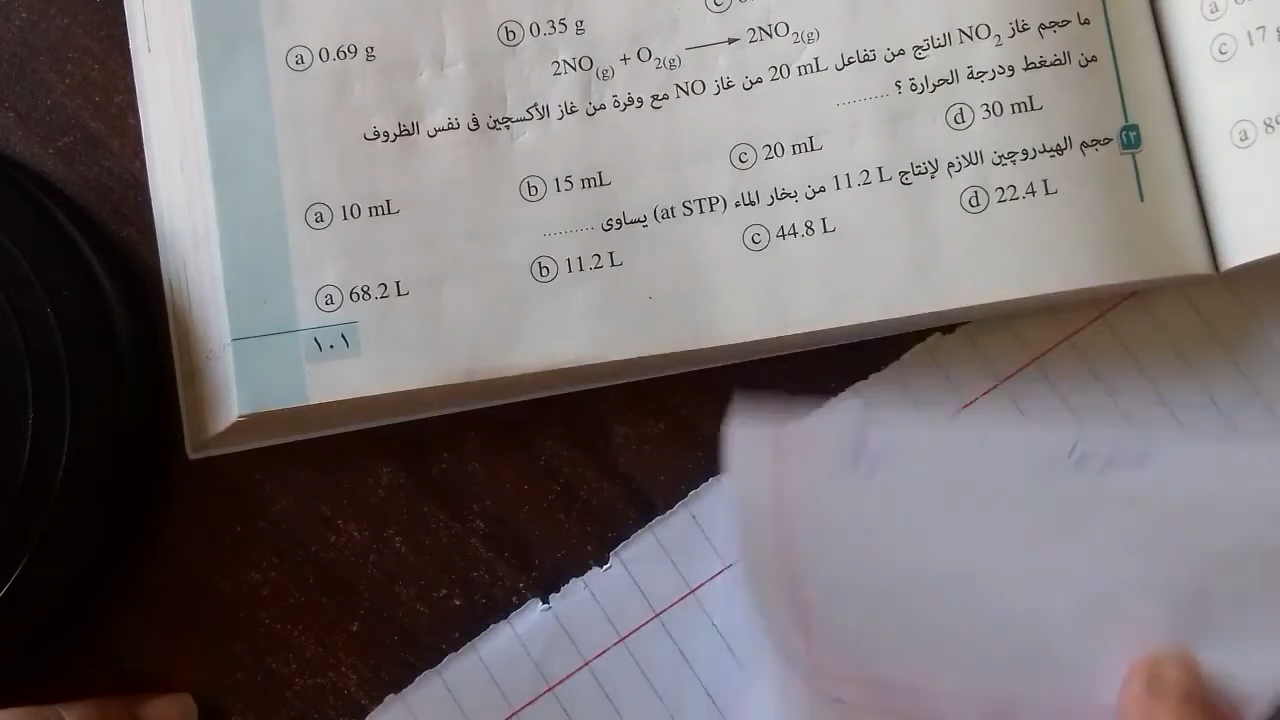 ⓐ 0.69 g ⓑ 0.35 g ⓒ
2NO(g) + O2(g) → 2NO2(g)
ما حجم غاز NO2 الناتج من تفاعل 20 mL من غاز NO مع وفرة من غاز الأكسچين فى نفس الظروف
من الضغط ودرجة الحرارة ؟ ..........
ⓐ 10 mL ⓑ 15 mL ⓒ 20 mL ⓓ 30 mL
٢٣ حجم الهيدروچين اللازم لإنتاج 11.2 L من بخار الماء (at STP) يساوى ..........
ⓐ 68.2 L ⓑ 11.2 L ⓒ 44.8 L ⓓ 22.4 L
١٠١
ⓐ
ⓒ 17
ⓐ